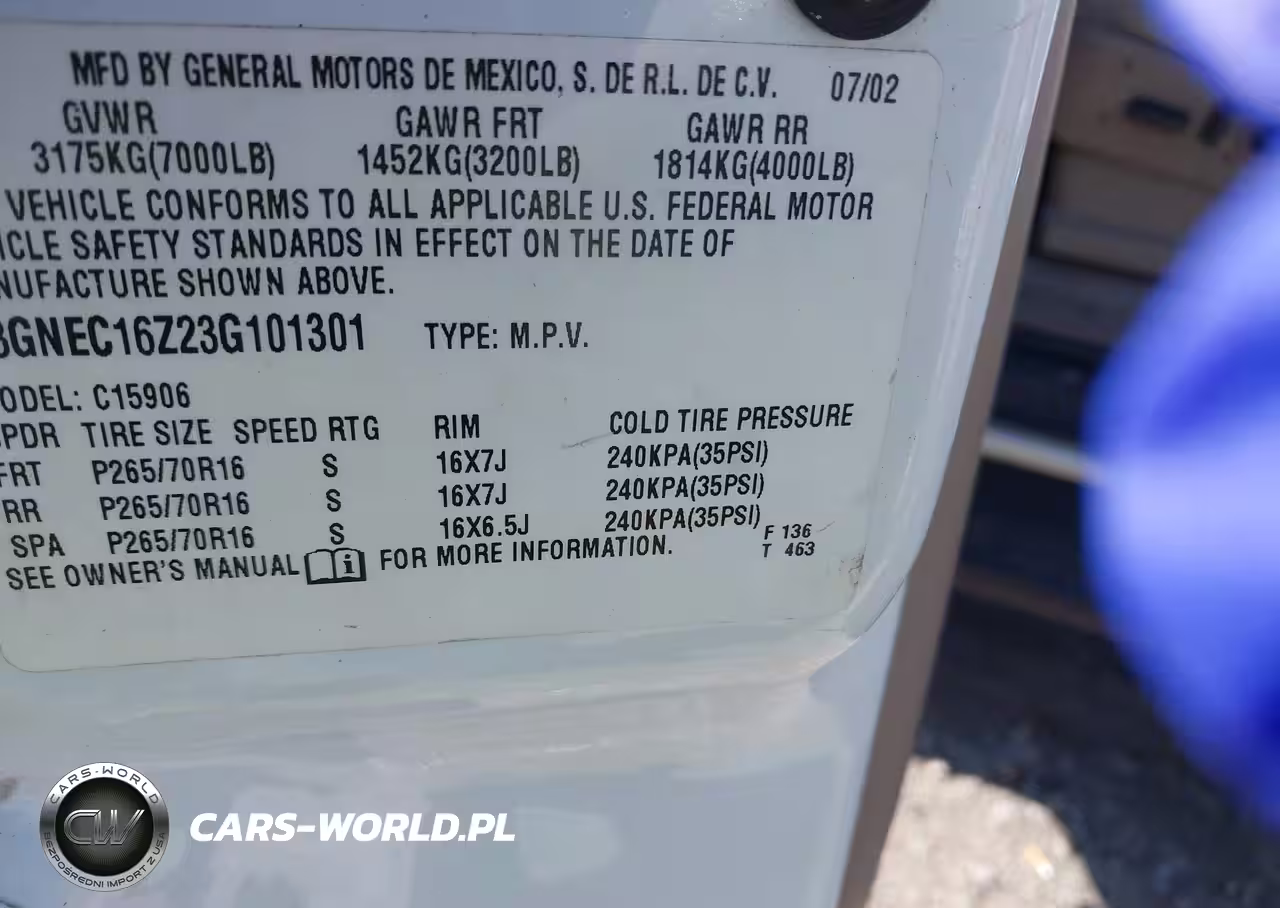 MFD BY GENERAL MOTORS DE MEXICO, S. DE R.L. DE C.V. 07/02
GVWR GAWR FRT GAWR RR
3175KG(7000LB) 1452KG(3200LB) 1814KG(4000LB)
VEHICLE CONFORMS TO ALL APPLICABLE U.S. FEDERAL MOTOR
ICLE SAFETY STANDARDS IN EFFECT ON THE DATE OF
NUFACTURE SHOWN ABOVE.
3GNEC16Z23G101301 TYPE: M.P.V.
ODEL: C15906
PDR TIRE SIZE SPEED RTG RIM COLD TIRE PRESSURE
FRT P265/70R16 S 16X7J 240KPA(35PSI)
RR P265/70R16 S 16X7J 240KPA(35PSI)
SPA P265/70R16 S 16X6.5J 240KPA(35PSI) F 136
T 463
SEE OWNER'S MANUAL FOR MORE INFORMATION.
CARS-WORLD
CW
BEZPOŚREDNI IMPORT Z USA
CARS-WORLD.PL